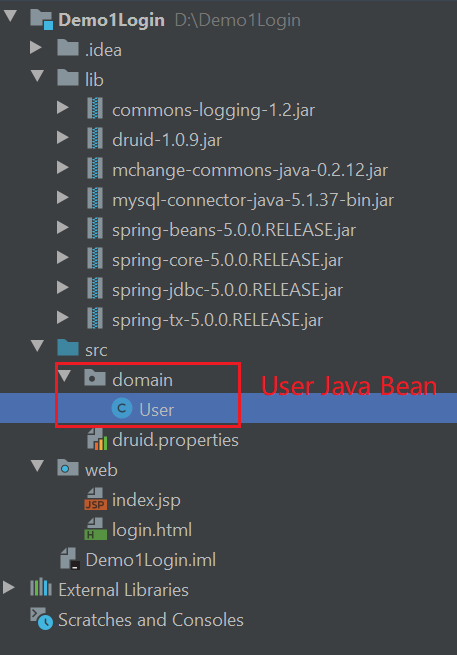 Demo1Login D:\Demo1Login
.idea
lib
commons-logging-1.2.jar
druid-1.0.9.jar
mchange-commons-java-0.2.12.jar
mysql-connector-java-5.1.37-bin.jar
spring-beans-5.0.0.RELEASE.jar
spring-core-5.0.0.RELEASE.jar
spring-jdbc-5.0.0.RELEASE.jar
spring-tx-5.0.0.RELEASE.jar
src
domain
User Java Bean
C User
druid.properties
web
JSP index.jsp
H login.html
Demo1Login.iml
External Libraries
Scratches and Consoles